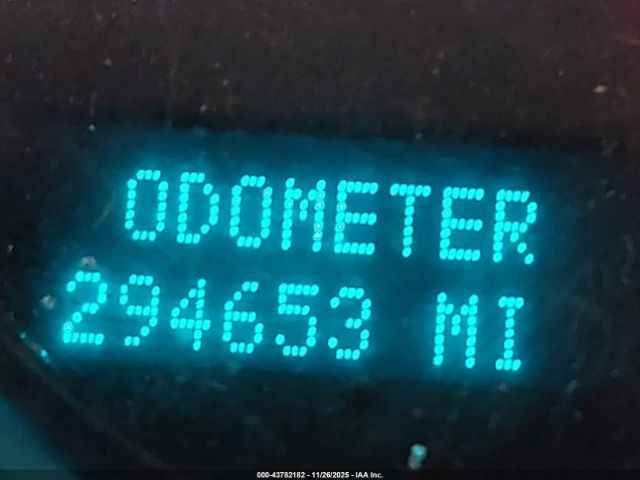 ODOMETER
294653 MI
000-43782182 - 11/26/2025 - IAA Inc.